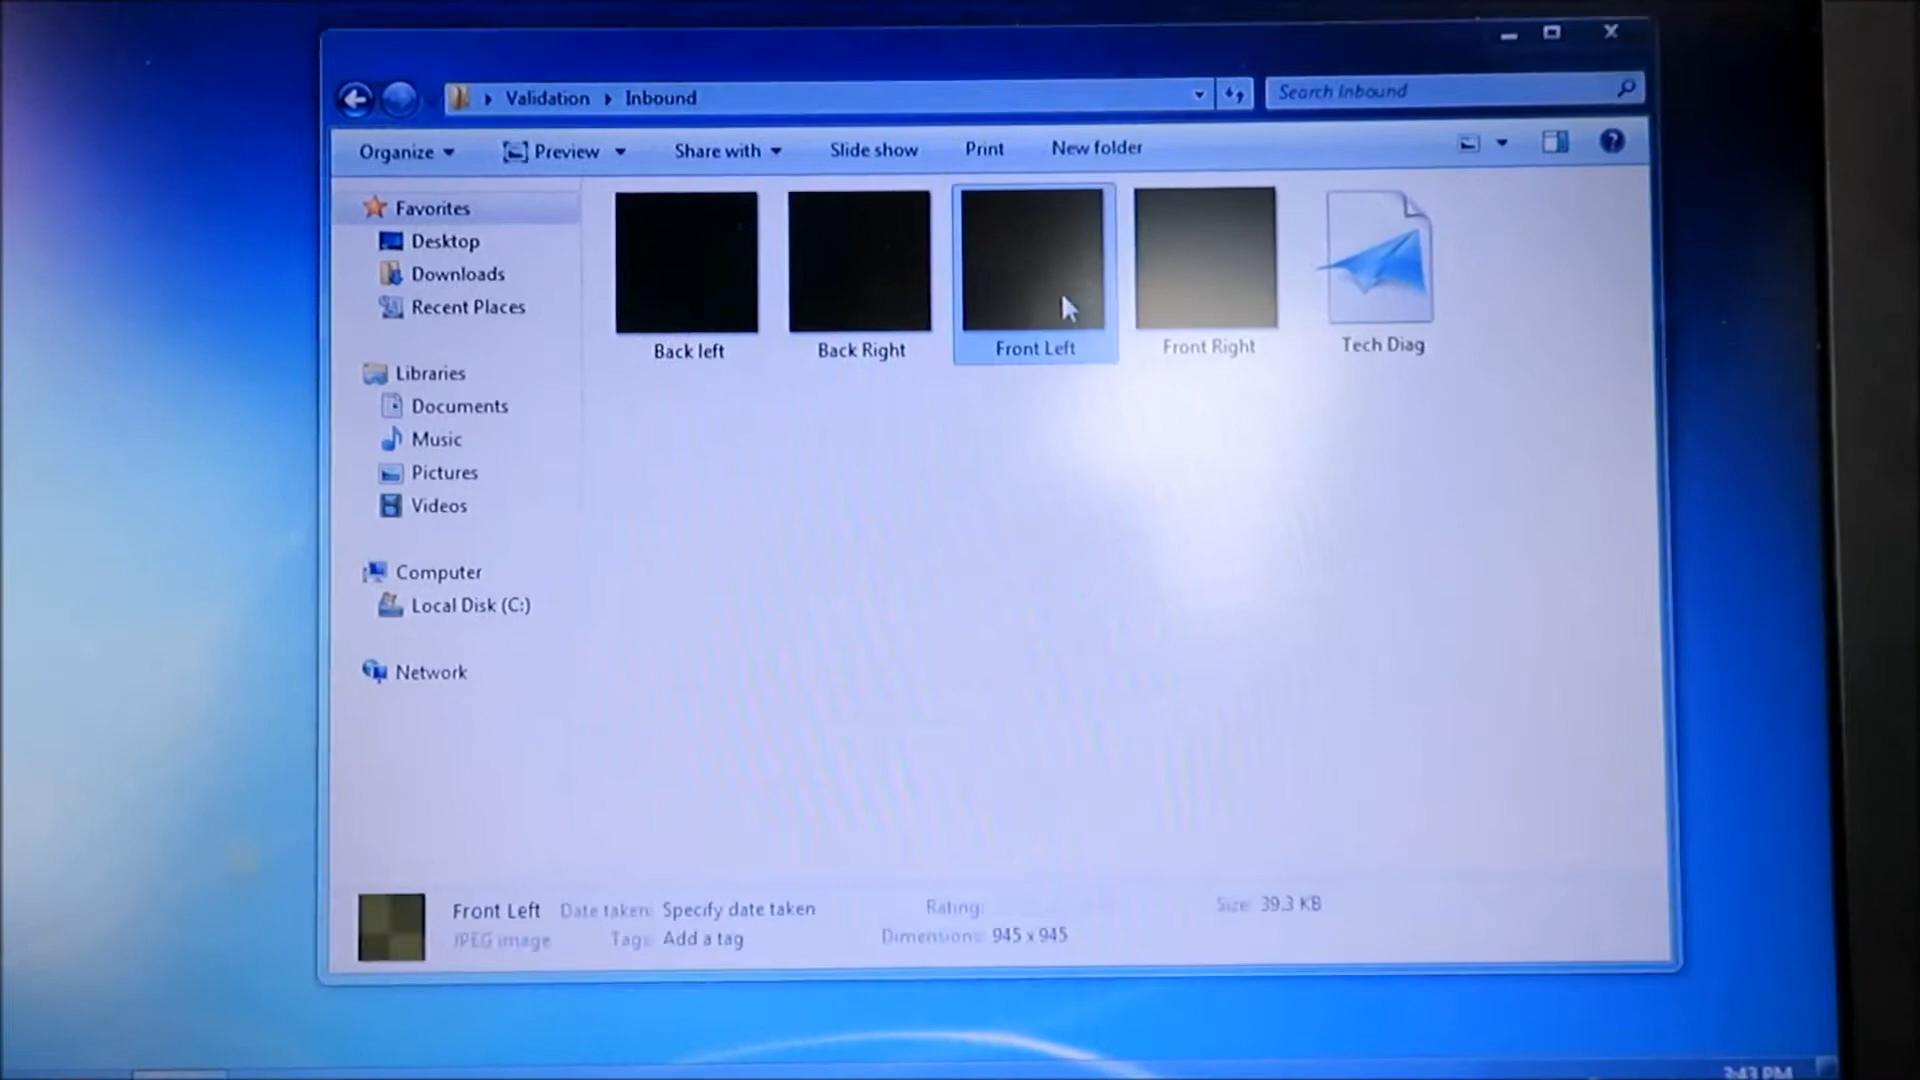 Validation
Inbound
Search Inbound
Organize
Preview
Share with
Slide show
Print
New folder
Favorites
Desktop
Downloads
Recent Places
Libraries
Documents
Music
Pictures
Videos
Computer
Local Disk (C:)
Network
Back left
Back Right
Front Left
Front Right
Tech Diag
Front Left Date taken: Specify date taken Rating: Size: 39.3 KB
JPEG image Tags: Add a tag Dimensions: 945 x 945
3:43 PM